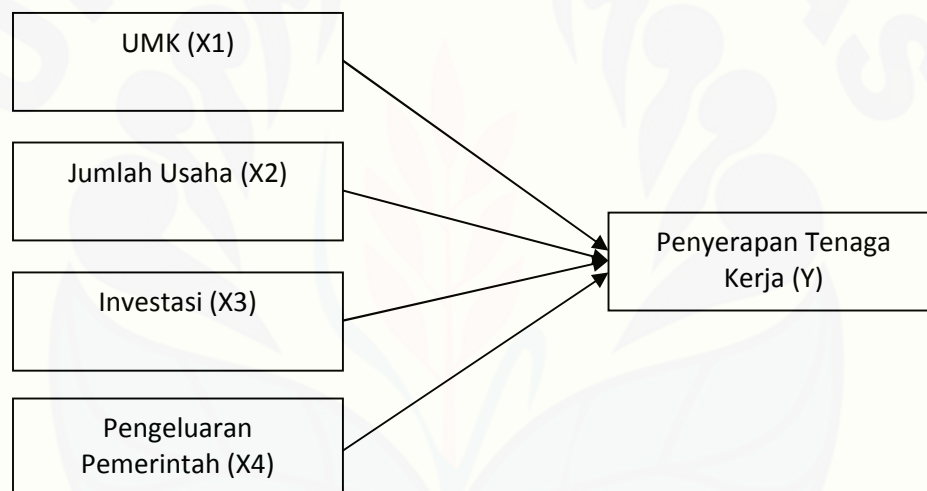 UMK (X1)
Jumlah Usaha (X2)
Investasi (X3)
Pengeluaran
Pemerintah (X4)
Penyerapan Tenaga
Kerja (Y)